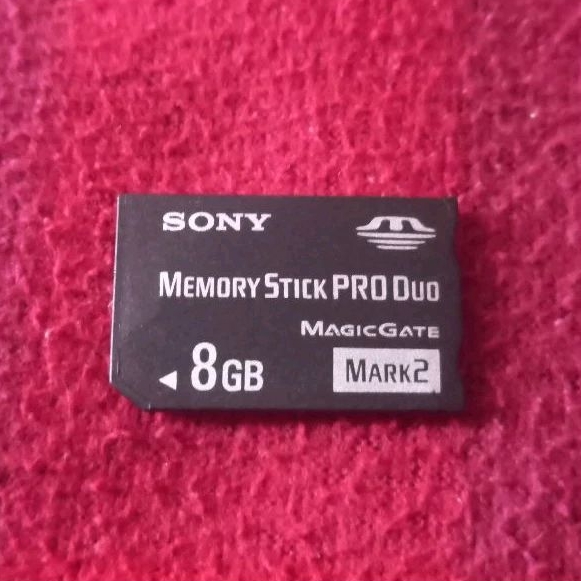 SONY
MEMORY STICK PRO DUO
MAGICGATE
◄ 8GB
MARK2